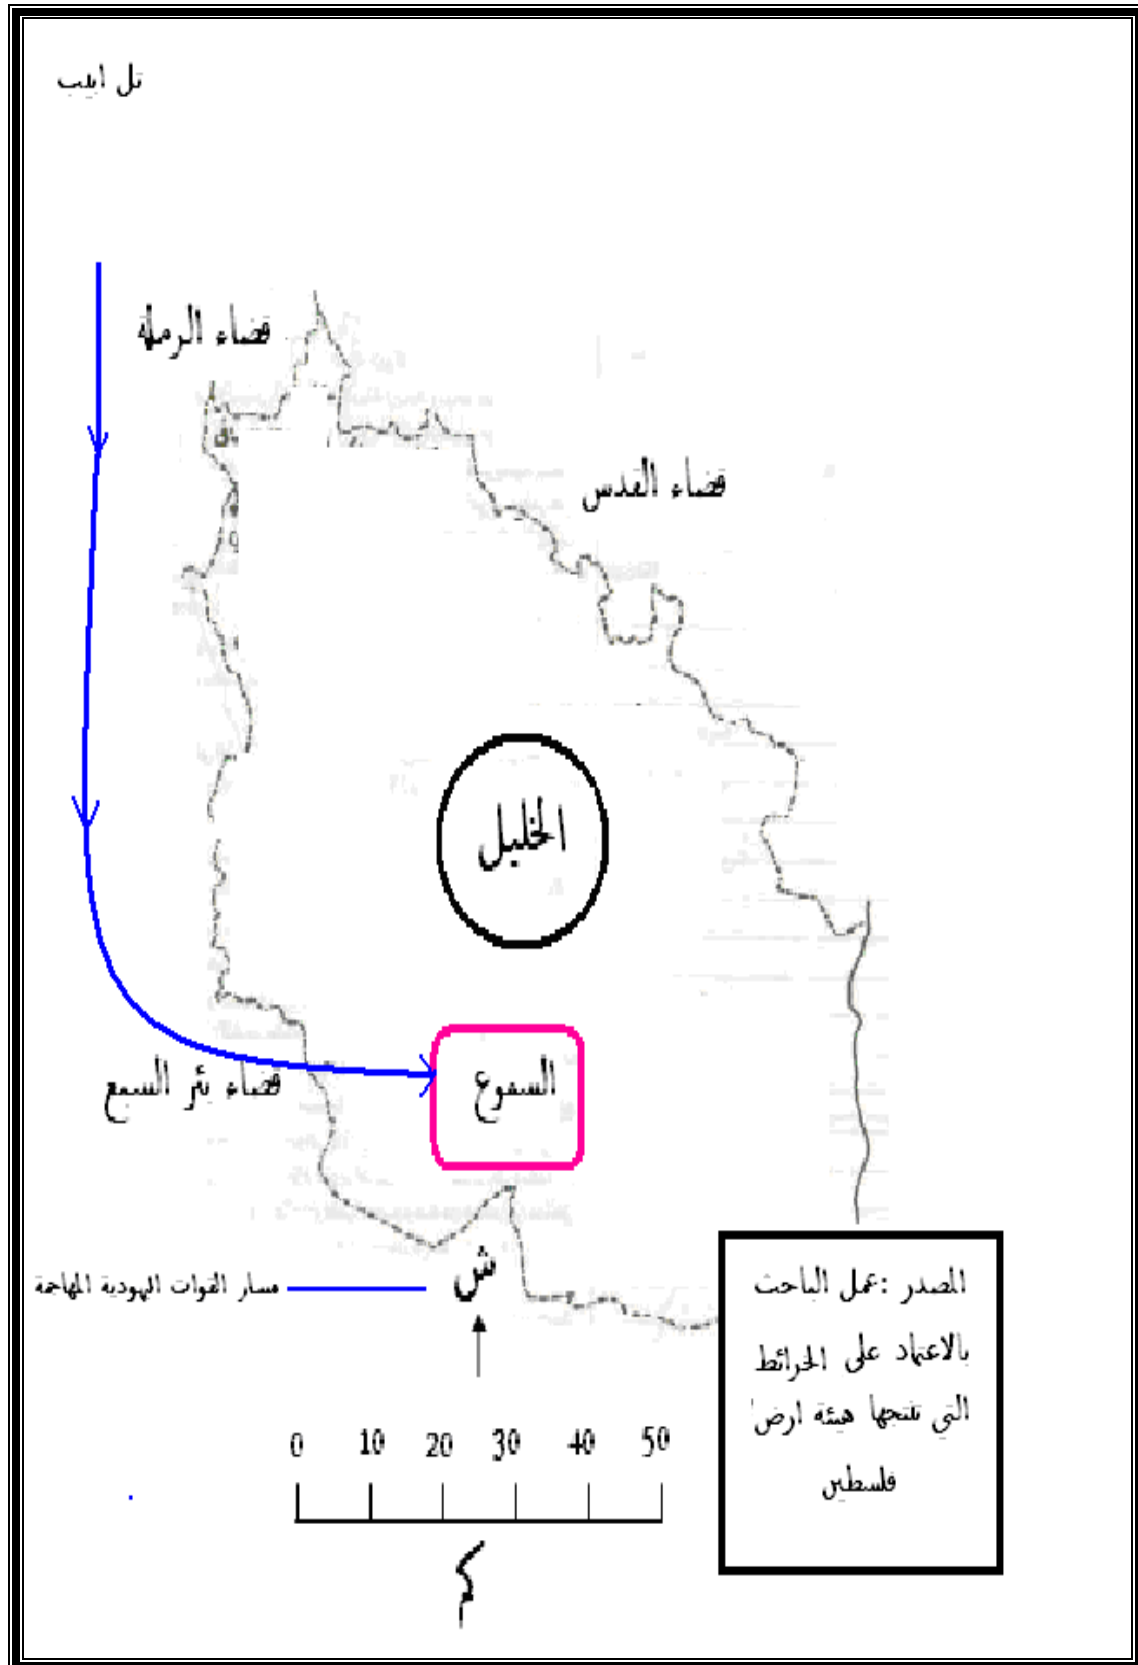 تل ابيب
قضاء الرملة
قضاء القدس
الخليل
السموع
قضاء بئر السبع
ش
مسار القوات اليهودية المهاجمة
المصدر :عمل الباحث
بالاعتماد على الخرائط
التي تنتجها هيئة ارض
فلسطين
0 10 20 30 40 50
كم